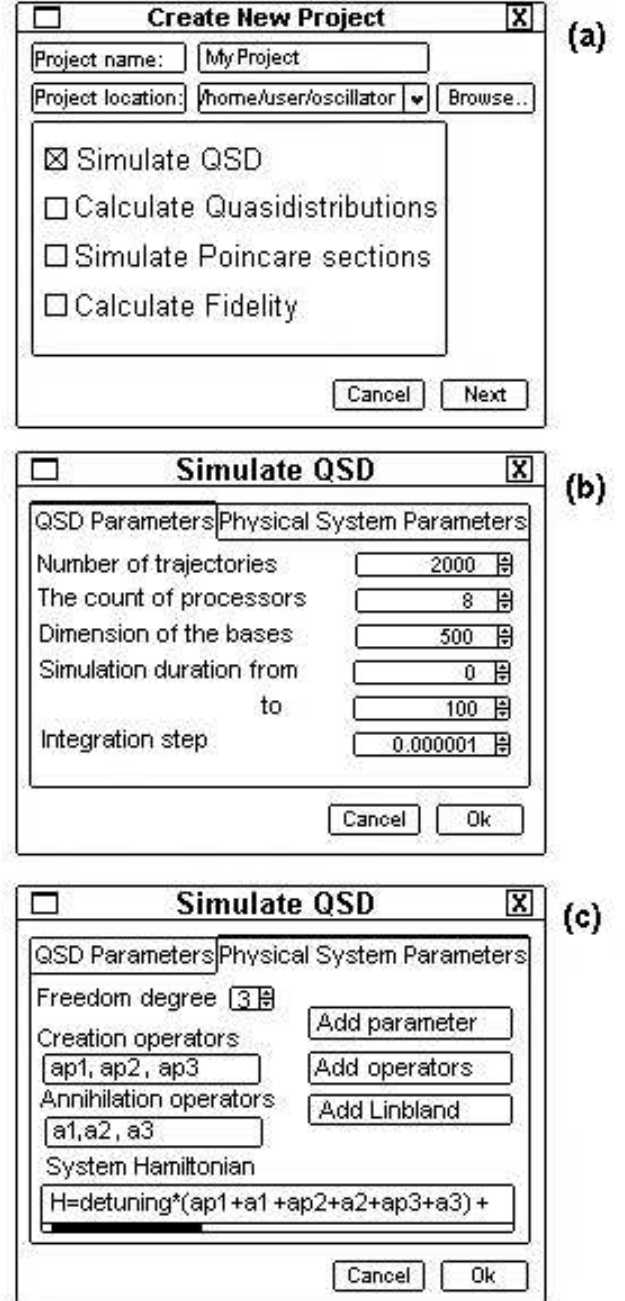 Create New Project X
(a)
Project name: My Project
Project location: /home/user/oscillator Browse..
Simulate QSD
Calculate Quasidistributions
Simulate Poincare sections
Calculate Fidelity
Cancel Next
Simulate QSD X
(b)
QSD Parameters Physical System Parameters
Number of trajectories 2000
The count of processors 8
Dimension of the bases 500
Simulation duration from 0
to 100
Integration step 0.000001
Cancel Ok
Simulate QSD X
(c)
QSD Parameters Physical System Parameters
Freedom degree 3
Add parameter
Creation operators
ap1, ap2 , ap3
Add operators
Annihilation operators
Add Linbland
a1,a2 , a3
System Hamiltonian
H=detuning*(ap1+a1 +ap2+a2+ap3+a3) +
Cancel Ok